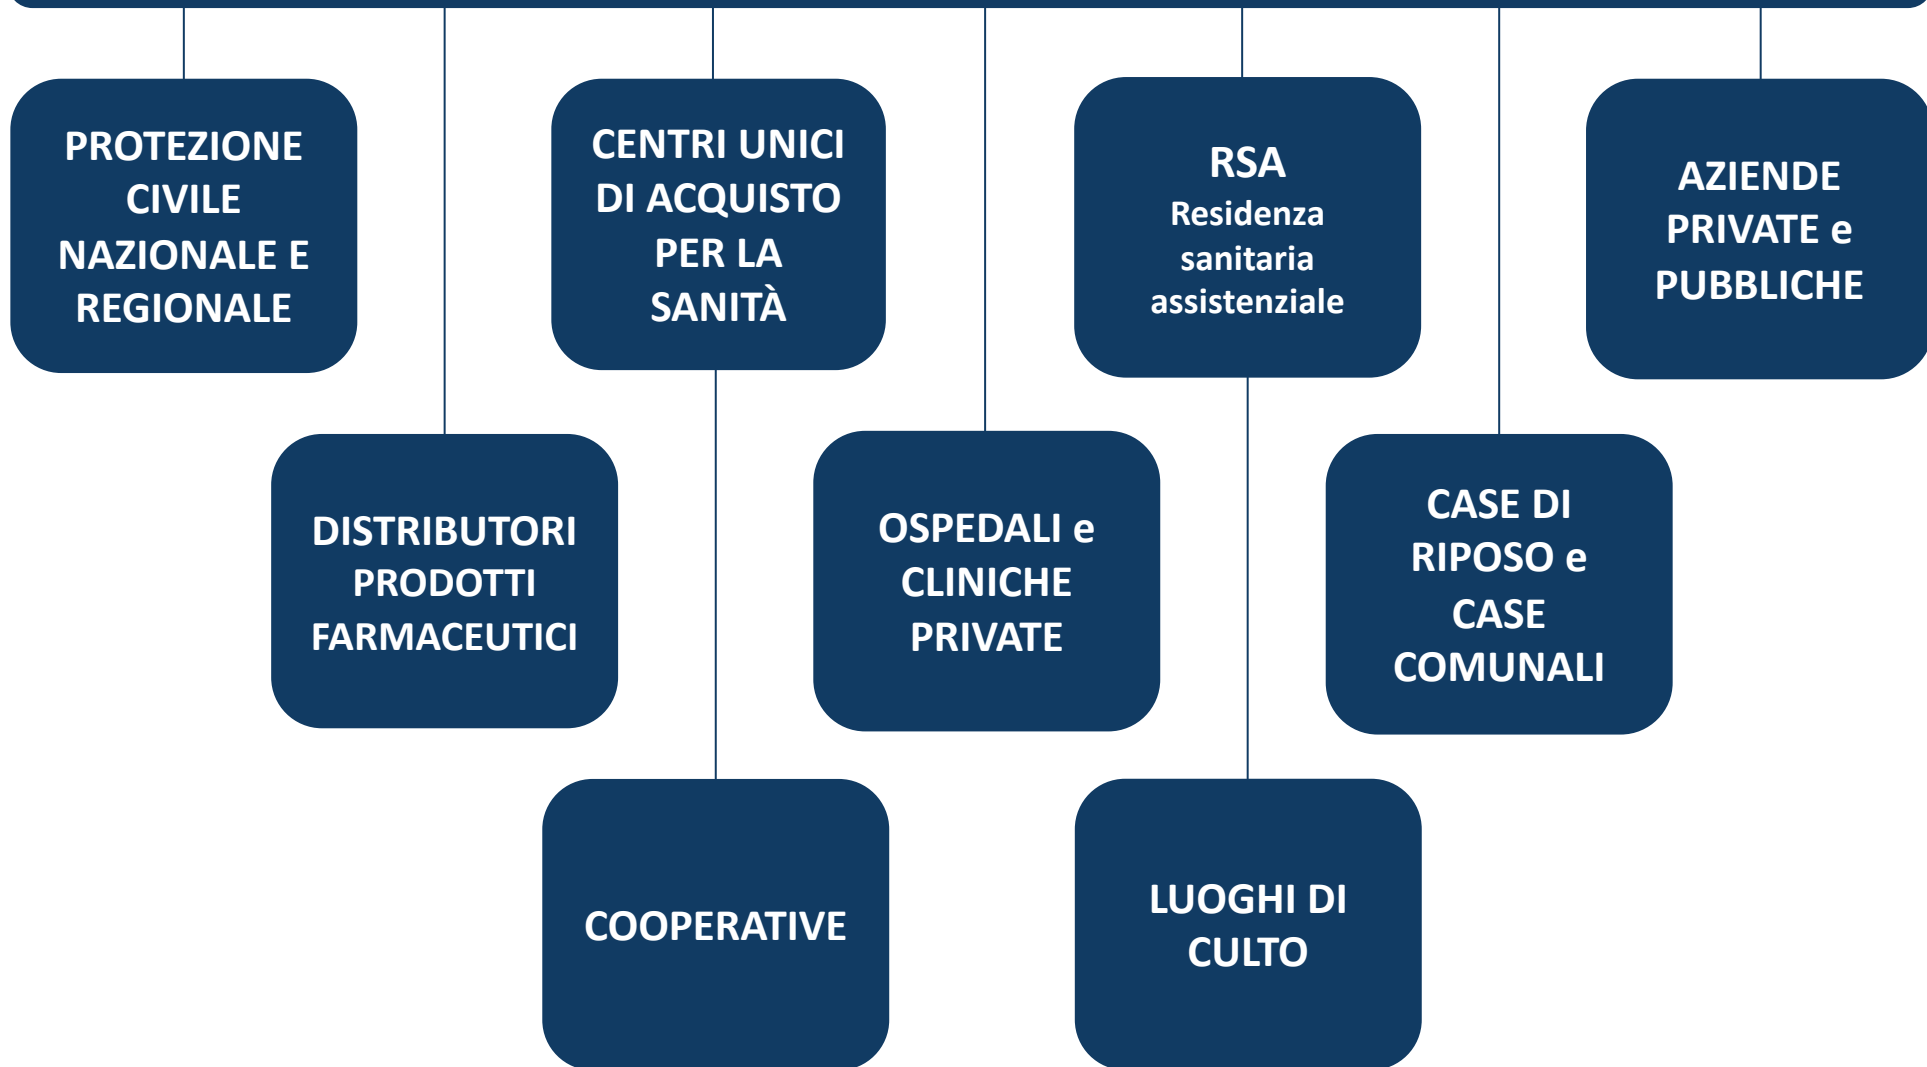 PROTEZIONE
CIVILE
NAZIONALE E
REGIONALE
CENTRI UNICI
DI ACQUISTO
PER LA
SANITÀ
RSA
Residenza
sanitaria
assistenziale
AZIENDE
PRIVATE e
PUBBLICHE
DISTRIBUTORI
PRODOTTI
FARMACEUTICI
OSPEDALI e
CLINICHE
PRIVATE
CASE DI
RIPOSO e
CASE
COMUNALI
COOPERATIVE
LUOGHI DI
CULTO